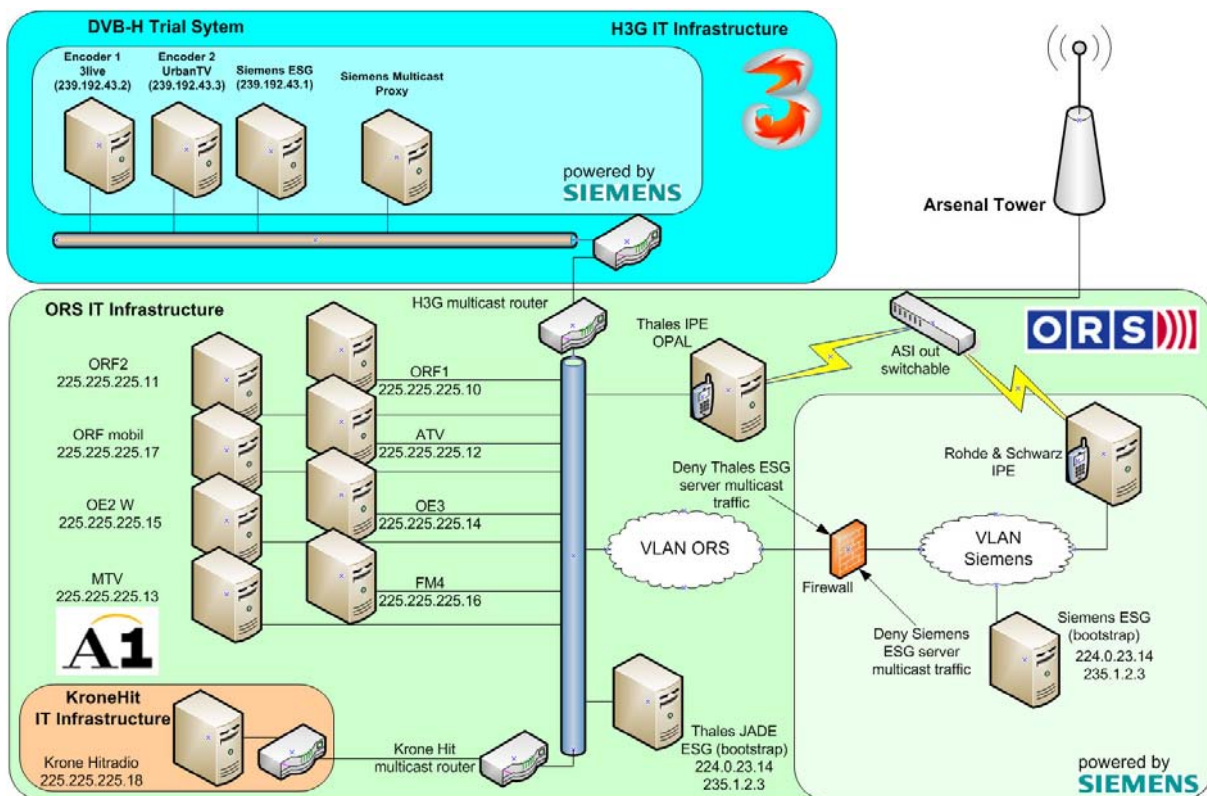 DVB-H Trial Sytem
H3G IT Infrastructure
Encoder 1
3live
(239.192.43.2)
Encoder 2
UrbanTV
(239.192.43.3)
Siemens ESG
(239.192.43.1)
Siemens Multicast
Proxy
3
powered by
SIEMENS
Arsenal Tower
ORS IT Infrastructure
H3G multicast router
Thales IPE
OPAL
ASI out
switchable
ORS
ORF2
225.225.225.11
ORF1
225.225.225.10
ORF mobil
225.225.225.17
ATV
225.225.225.12
OE2 W
225.225.225.15
OE3
225.225.225.14
MTV
225.225.225.13
FM4
225.225.225.16
A1
Deny Thales ESG
server multicast
traffic
Rohde & Schwarz
IPE
VLAN ORS
Firewall
VLAN
Siemens
Deny Siemens
ESG server
multicast traffic
Siemens ESG
(bootstrap)
224.0.23.14
235.1.2.3
KroneHit
IT Infrastructure
Krone Hitradio
225.225.225.18
Krone Hit
multicast router
Thales JADE
ESG (bootstrap)
224.0.23.14
235.1.2.3
powered by
SIEMENS